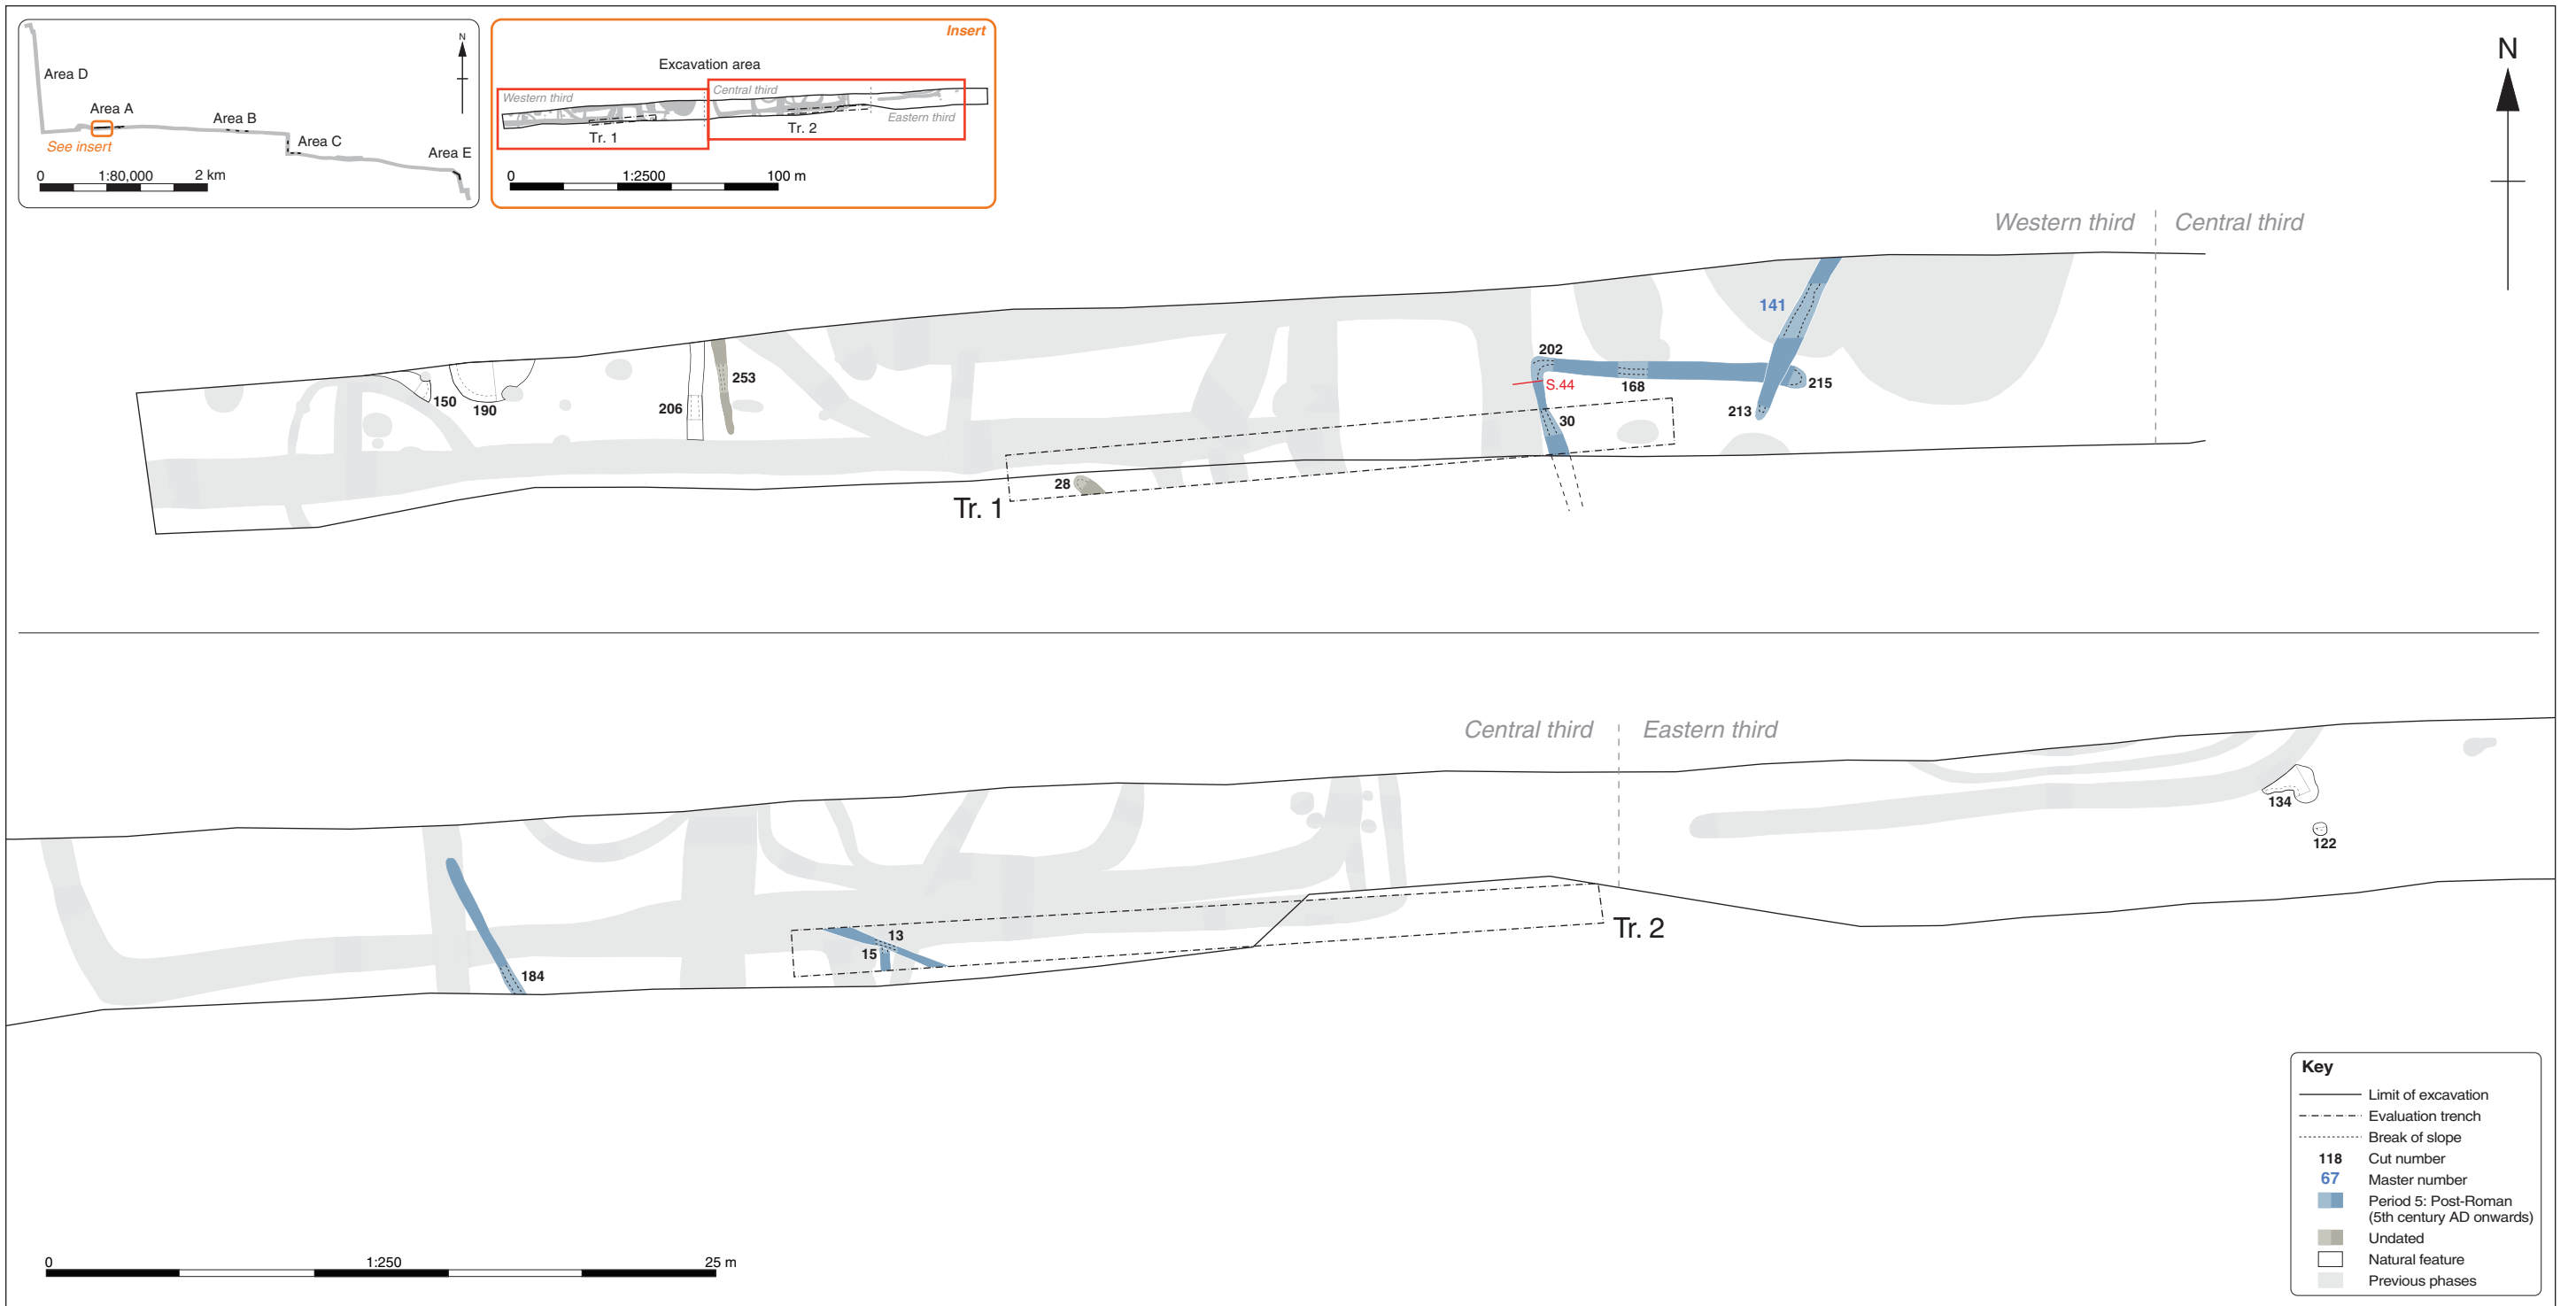 N
Area D
Area A
Area B
Area C
Area E
See insert
0 1:80,000 2 km
Insert
Excavation area
Western third
Central third
Eastern third
Tr. 1
Tr. 2
0 1:2500 100 m
N
Western third Central third
141
202
S.44
168
215
213
30
253
206
150
190
28
Tr. 1
Central third Eastern third
134
122
13
15
184
Tr. 2
0 1:250 25 m
Key
Limit of excavation
Evaluation trench
Break of slope
118 Cut number
67 Master number
Period 5: Post-Roman
(5th century AD onwards)
Undated
Natural feature
Previous phases